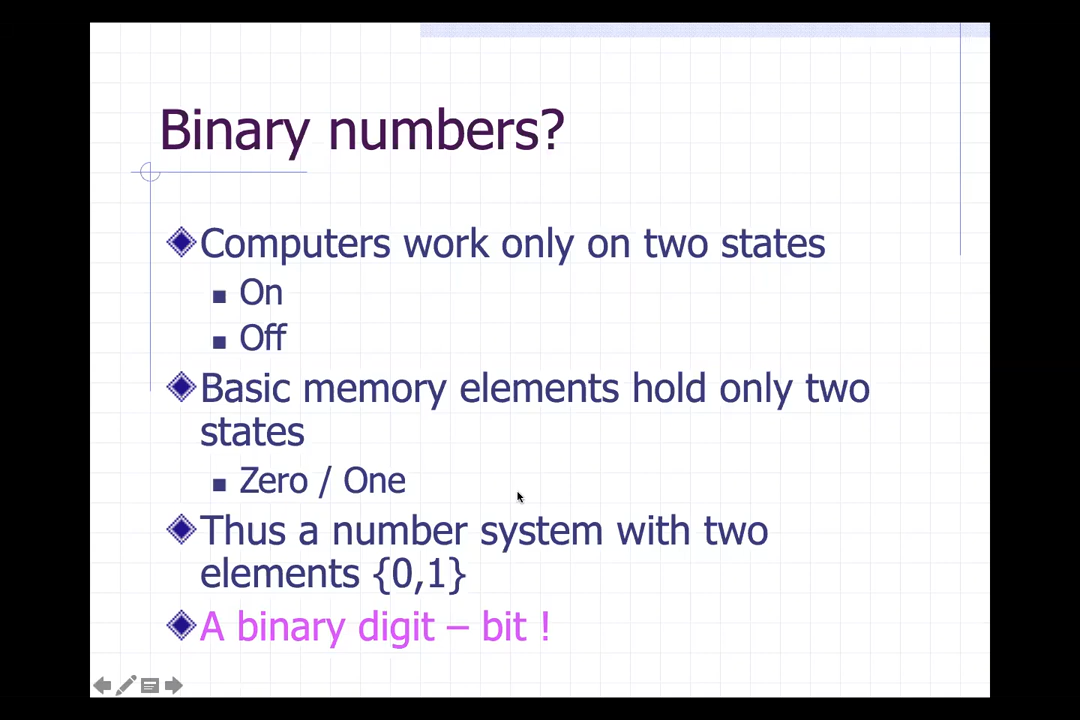 Binary numbers?
Computers work only on two states
On
Off
Basic memory elements hold only two
states
Zero / One
Thus a number system with two
elements {0,1}
A binary digit – bit !